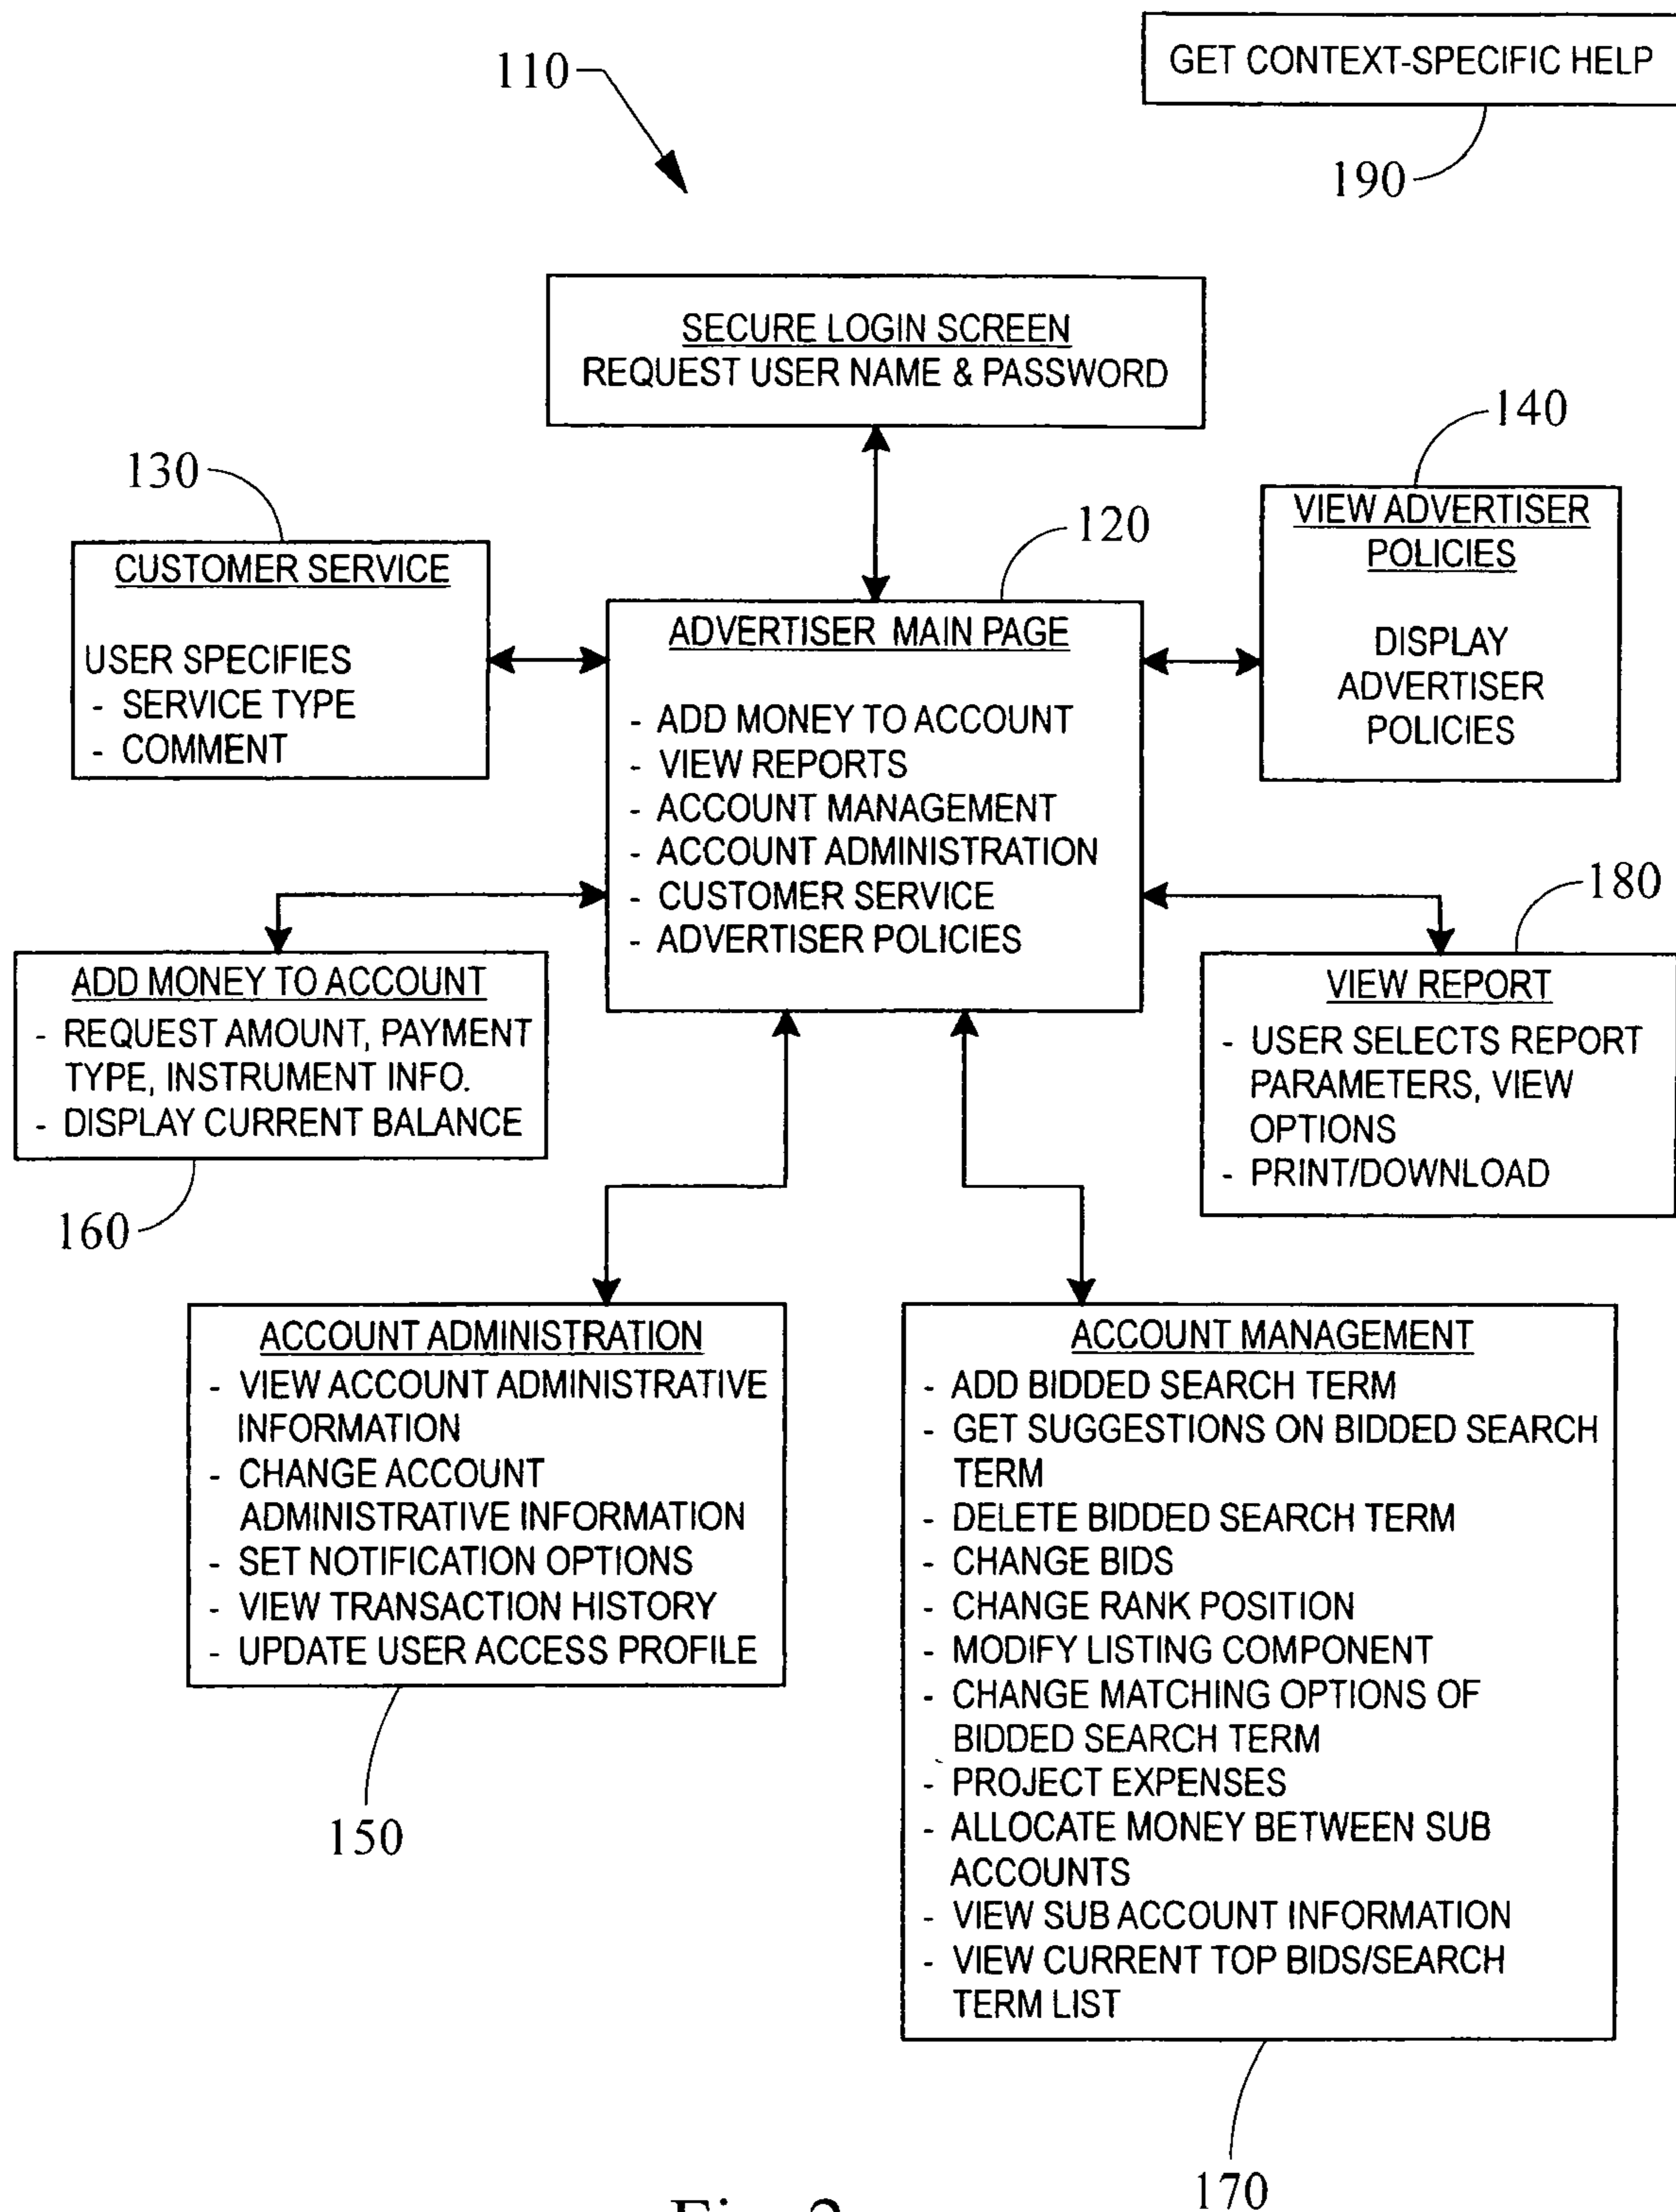 GET CONTEXT-SPECIFIC HELP
190
110
SECURE LOGIN SCREEN
REQUEST USER NAME & PASSWORD
130
CUSTOMER SERVICE
USER SPECIFIES
- SERVICE TYPE
- COMMENT
120
ADVERTISER MAIN PAGE
- ADD MONEY TO ACCOUNT
- VIEW REPORTS
- ACCOUNT MANAGEMENT
- ACCOUNT ADMINISTRATION
- CUSTOMER SERVICE
- ADVERTISER POLICIES
140
VIEW ADVERTISER
POLICIES
DISPLAY
ADVERTISER
POLICIES
ADD MONEY TO ACCOUNT
- REQUEST AMOUNT, PAYMENT
TYPE, INSTRUMENT INFO.
- DISPLAY CURRENT BALANCE
160
180
VIEW REPORT
- USER SELECTS REPORT
PARAMETERS, VIEW
OPTIONS
- PRINT/DOWNLOAD
ACCOUNT ADMINISTRATION
- VIEW ACCOUNT ADMINISTRATIVE
INFORMATION
- CHANGE ACCOUNT
ADMINISTRATIVE INFORMATION
- SET NOTIFICATION OPTIONS
- VIEW TRANSACTION HISTORY
- UPDATE USER ACCESS PROFILE
150
ACCOUNT MANAGEMENT
- ADD BIDDED SEARCH TERM
- GET SUGGESTIONS ON BIDDED SEARCH
TERM
- DELETE BIDDED SEARCH TERM
- CHANGE BIDS
- CHANGE RANK POSITION
- MODIFY LISTING COMPONENT
- CHANGE MATCHING OPTIONS OF
BIDDED SEARCH TERM
- PROJECT EXPENSES
- ALLOCATE MONEY BETWEEN SUB
ACCOUNTS
- VIEW SUB ACCOUNT INFORMATION
- VIEW CURRENT TOP BIDS/SEARCH
TERM LIST
170
Fig. 2